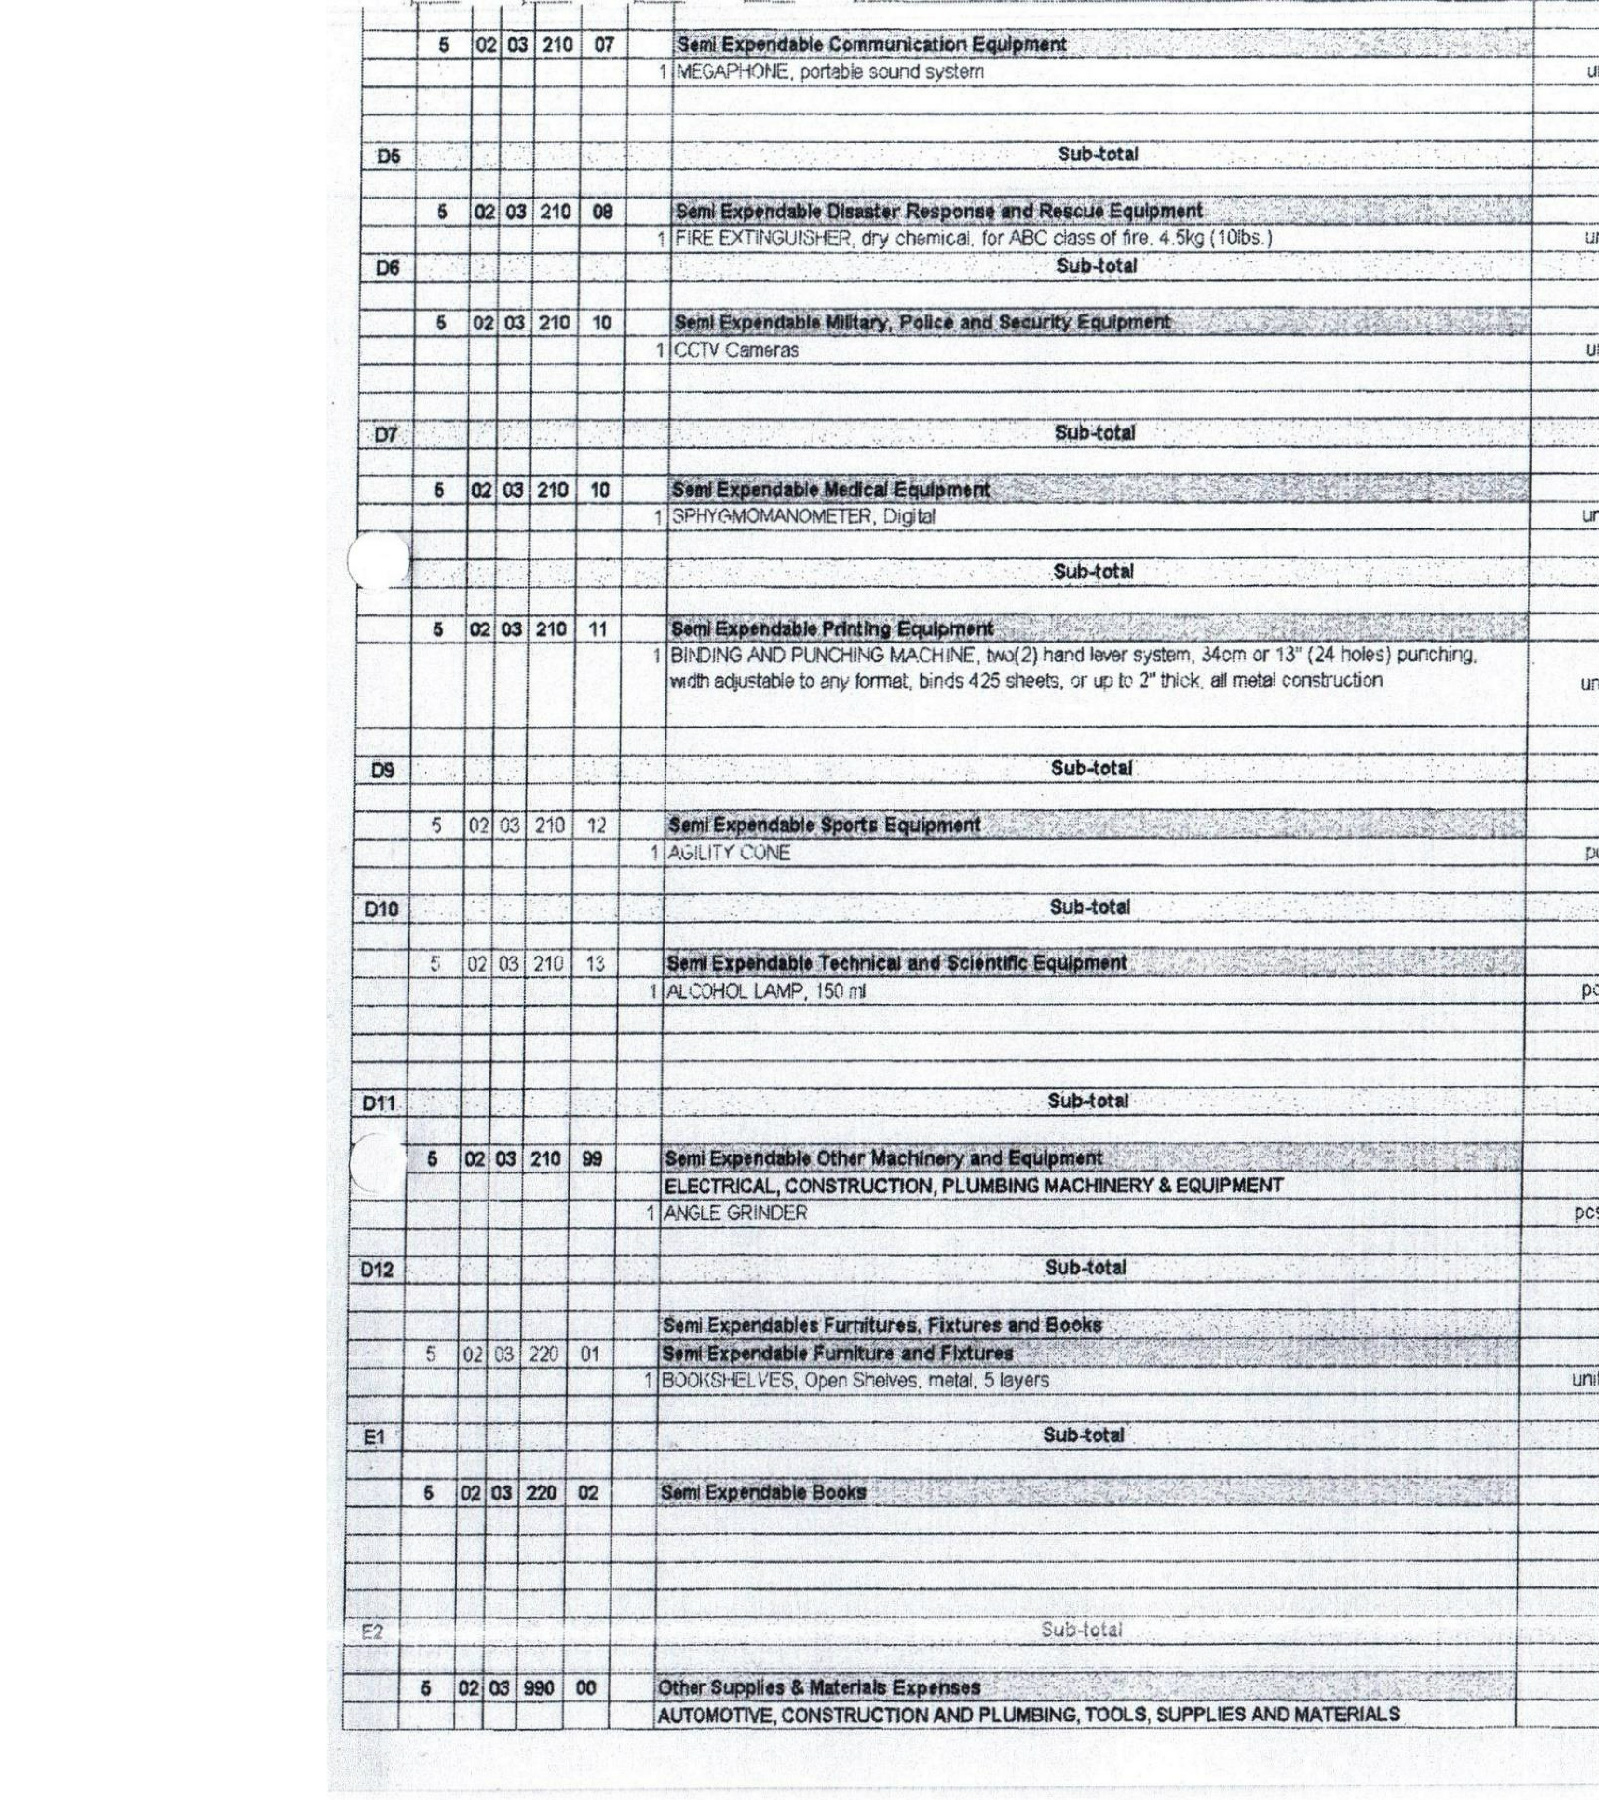 5 02 03 210 07 Semi Expendable Communication Equipment
1 MEGAPHONE, portable sound system
D5 Sub-total
5 02 03 210 08 Semi Expendable Disaster Response and Rescue Equipment
1 FIRE EXTINGUISHER, dry chemical, for ABC class of fire, 4.5kg (10lbs.)
D6 Sub-total
5 02 03 210 10 Semi Expendable Military, Police and Security Equipment
1 CCTV Cameras
D7 Sub-total
5 02 03 210 10 Semi Expendable Medical Equipment
1 SPHYGMOMANOMETER, Digital
Sub-total
5 02 03 210 11 Semi Expendable Printing Equipment
1 BINDING AND PUNCHING MACHINE, two(2) hand lever system, 34cm or 13" (24 holes) punching,
width adjustable to any format, binds 425 sheets, or up to 2" thick, all metal construction
D9 Sub-total
5 02 03 210 12 Semi Expendable Sports Equipment
1 AGILITY CONE
D10 Sub-total
5 02 03 210 13 Semi Expendable Technical and Scientific Equipment
1 ALCOHOL LAMP, 150 ml
D11 Sub-total
5 02 03 210 99 Semi Expendable Other Machinery and Equipment
ELECTRICAL, CONSTRUCTION, PLUMBING MACHINERY & EQUIPMENT
1 ANGLE GRINDER pcs
D12 Sub-total
Semi Expendables Furnitures, Fixtures and Books
5 02 03 220 01 Semi Expendable Furniture and Fixtures
1 BOOKSHELVES, Open Shelves, metal, 5 layers
E1 Sub-total
5 02 03 220 02 Semi Expendable Books
E2 Sub-total
5 02 03 990 00 Other Supplies & Materials Expenses
AUTOMOTIVE, CONSTRUCTION AND PLUMBING, TOOLS, SUPPLIES AND MATERIALS